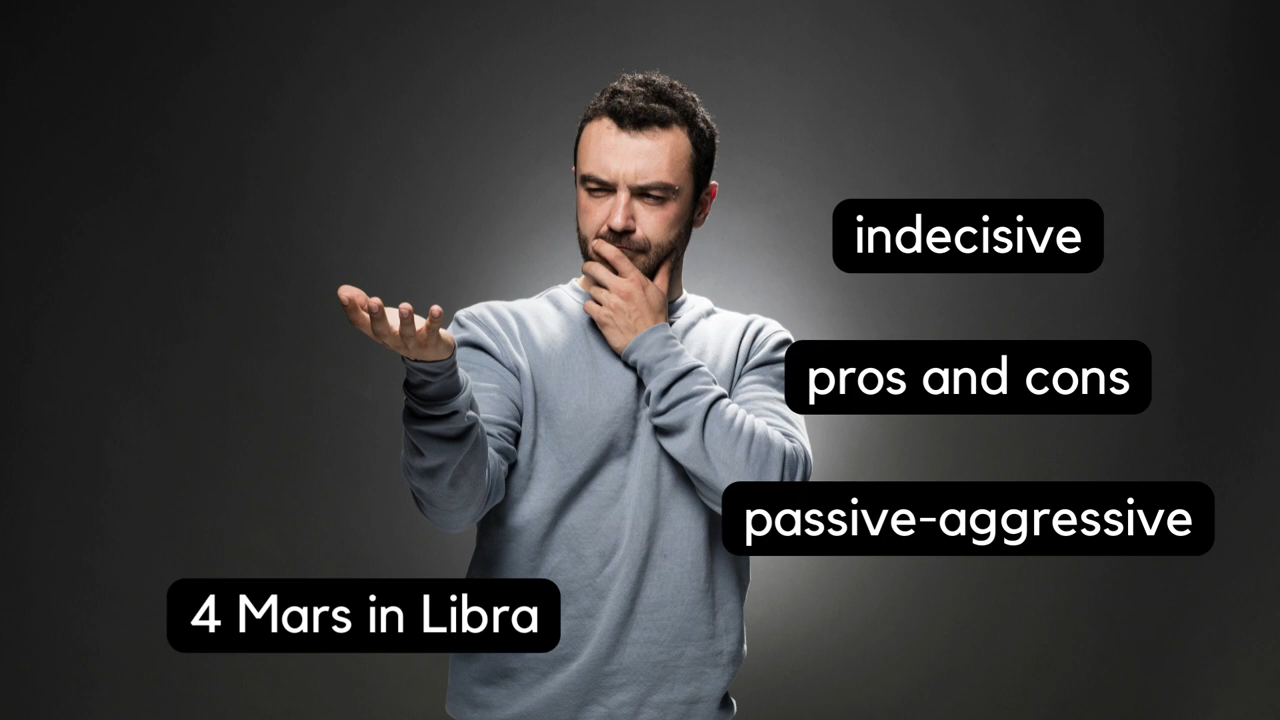 indecisive
pros and cons
passive-aggressive
4 Mars in Libra